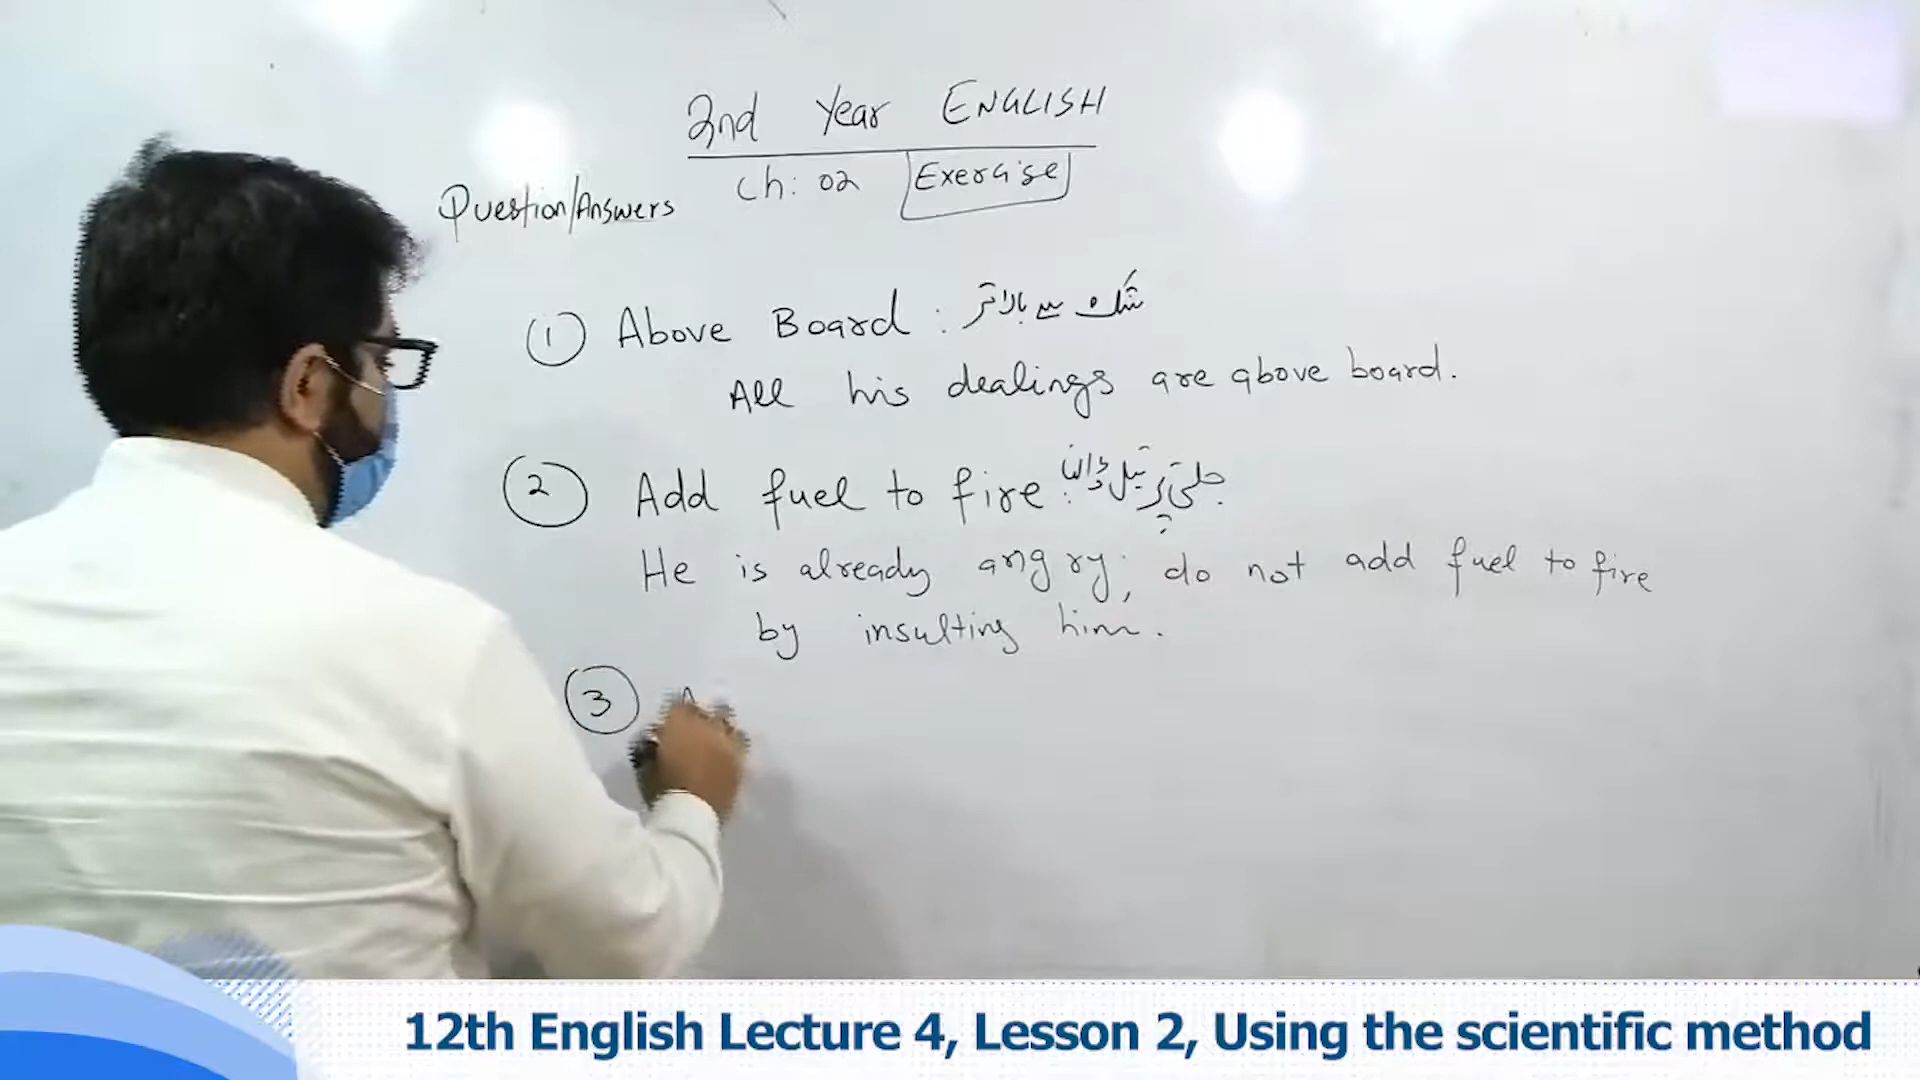 2nd Year ENGLISH
Ch: 02 Exercise
Question/Answers
1 Above Board : شک سے بالاتر
All his dealings are above board.
2 Add fuel to fire : جلتی پر تیل ڈالنا
He is already angry; do not add fuel to fire
by insulting him.
3 A
12th English Lecture 4, Lesson 2, Using the scientific method